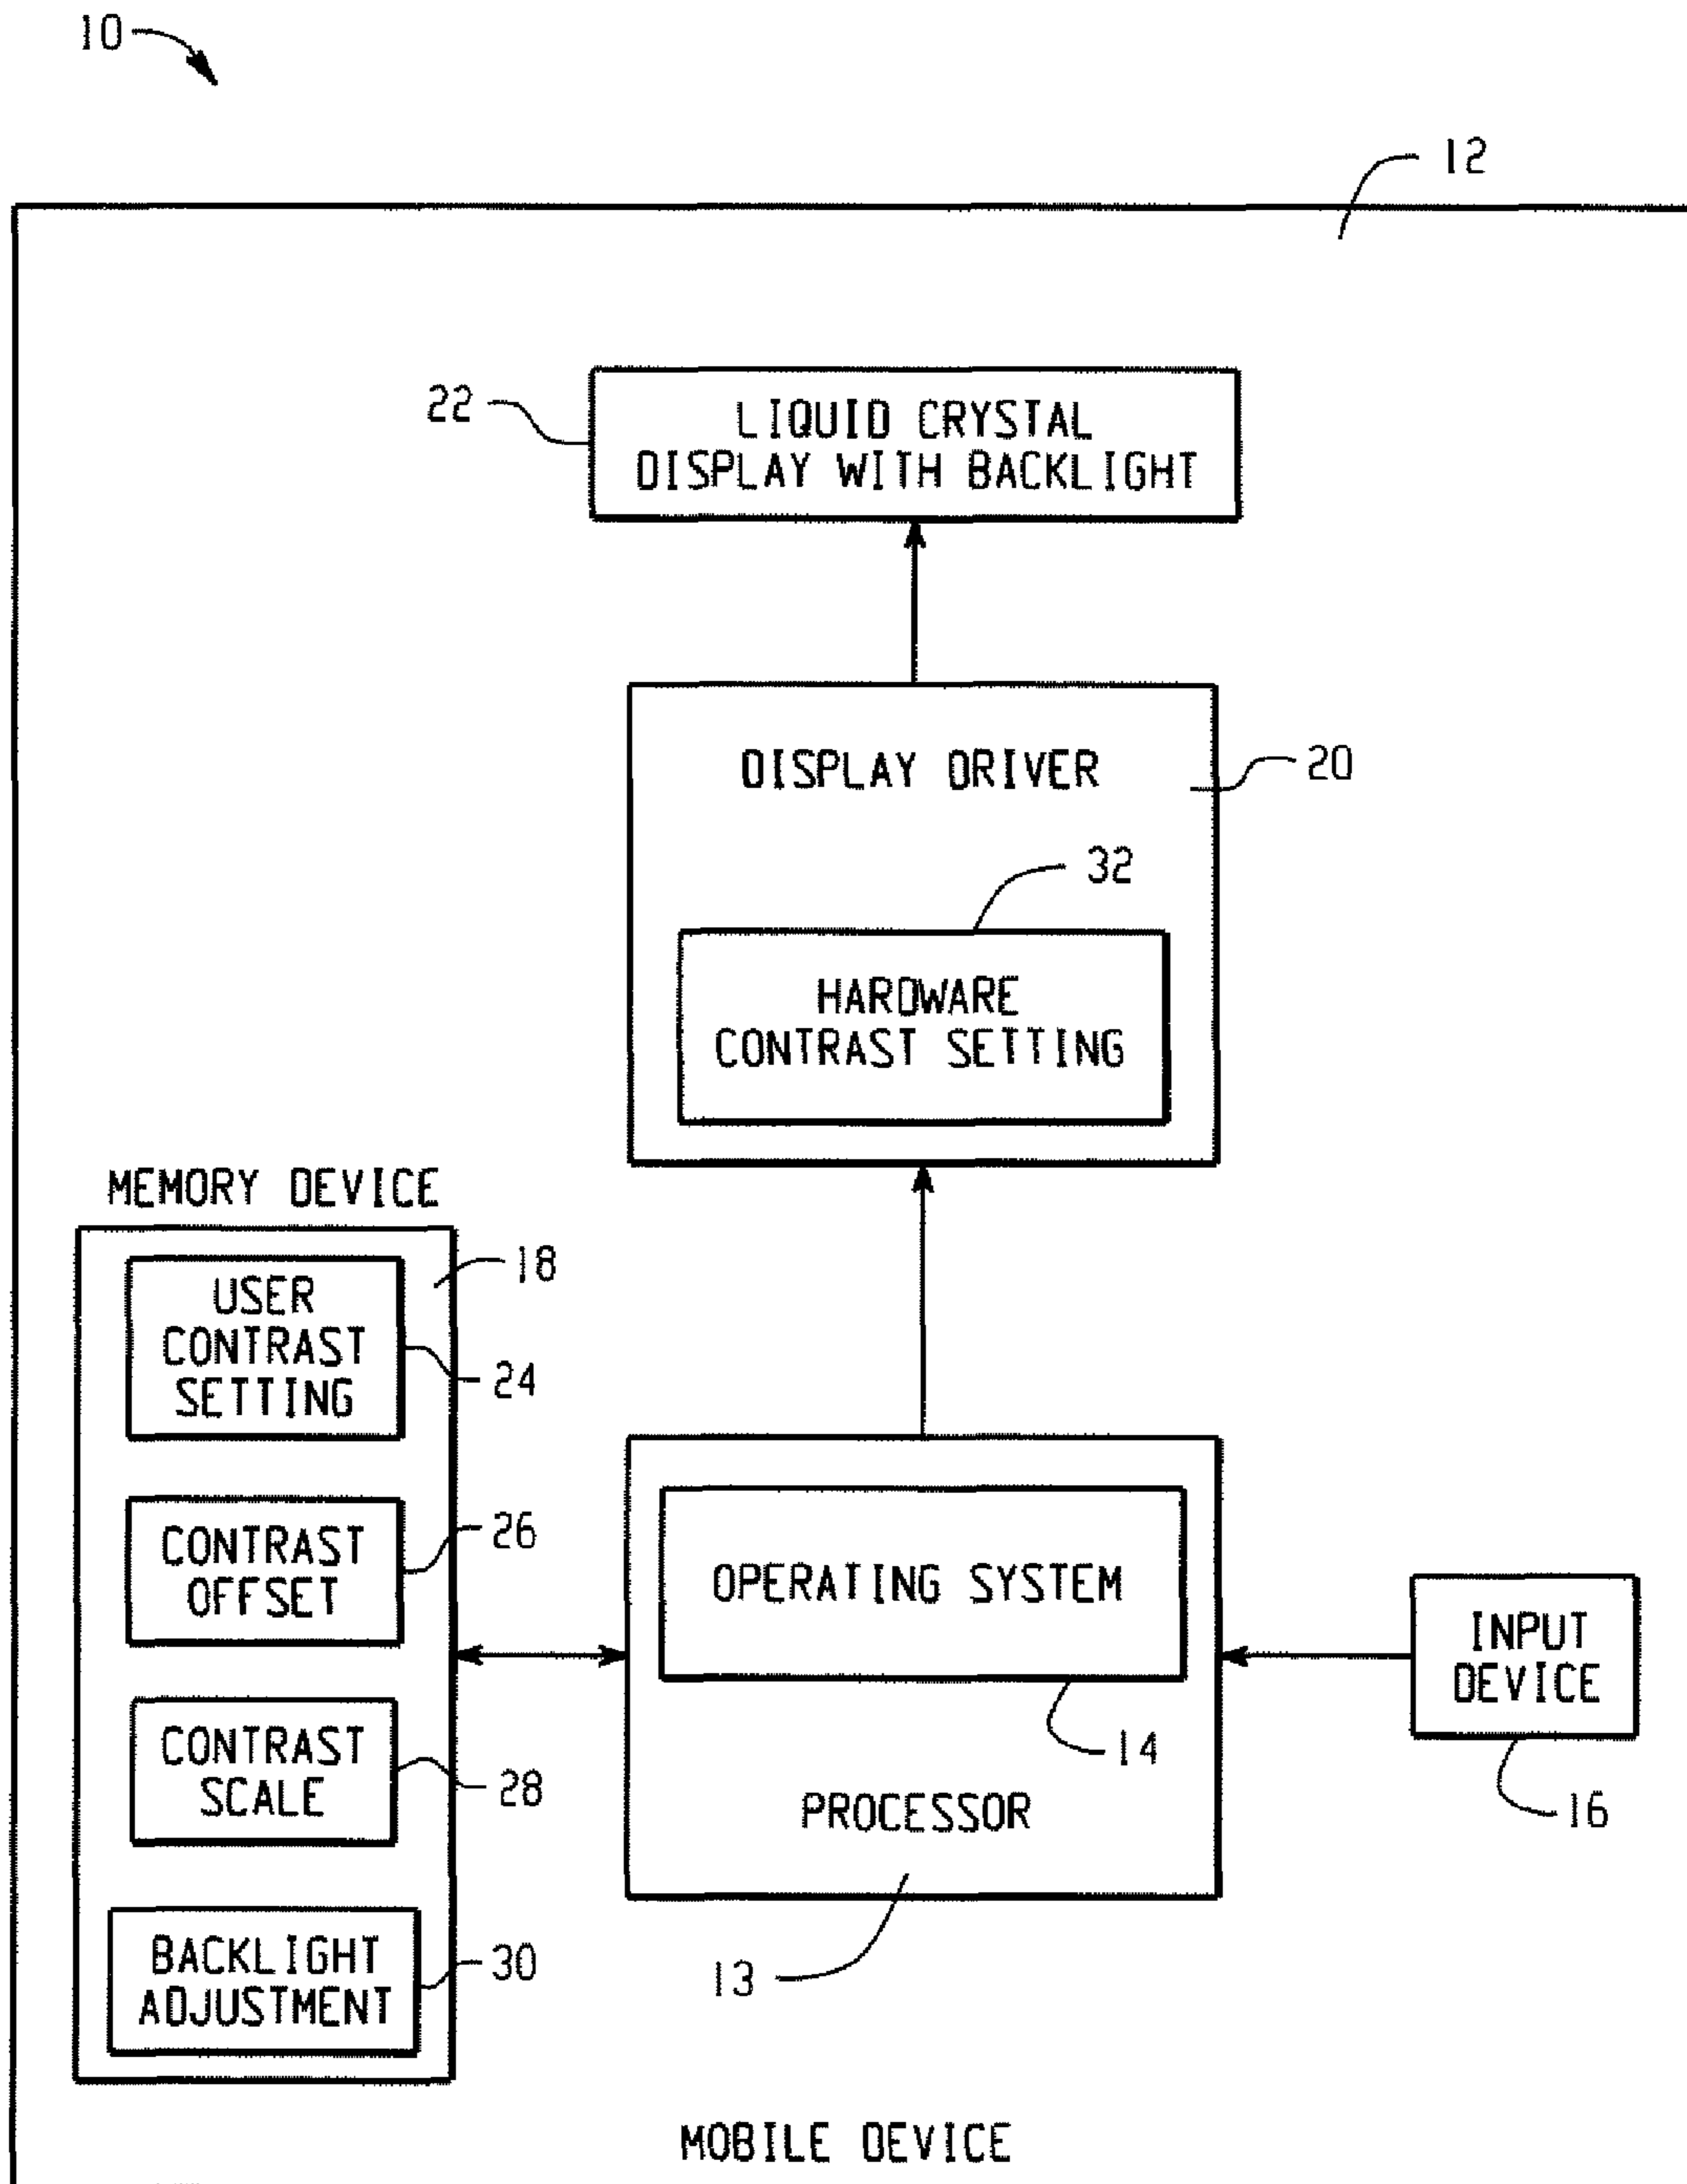 10
12
22
LIQUID CRYSTAL
DISPLAY WITH BACKLIGHT
DISPLAY DRIVER
20
32
HARDWARE
CONTRAST SETTING
MEMORY DEVICE
18
USER
CONTRAST
SETTING
24
CONTRAST
OFFSET
26
CONTRAST
SCALE
28
BACKLIGHT
ADJUSTMENT
30
OPERATING SYSTEM
14
PROCESSOR
13
INPUT
DEVICE
16
MOBILE DEVICE